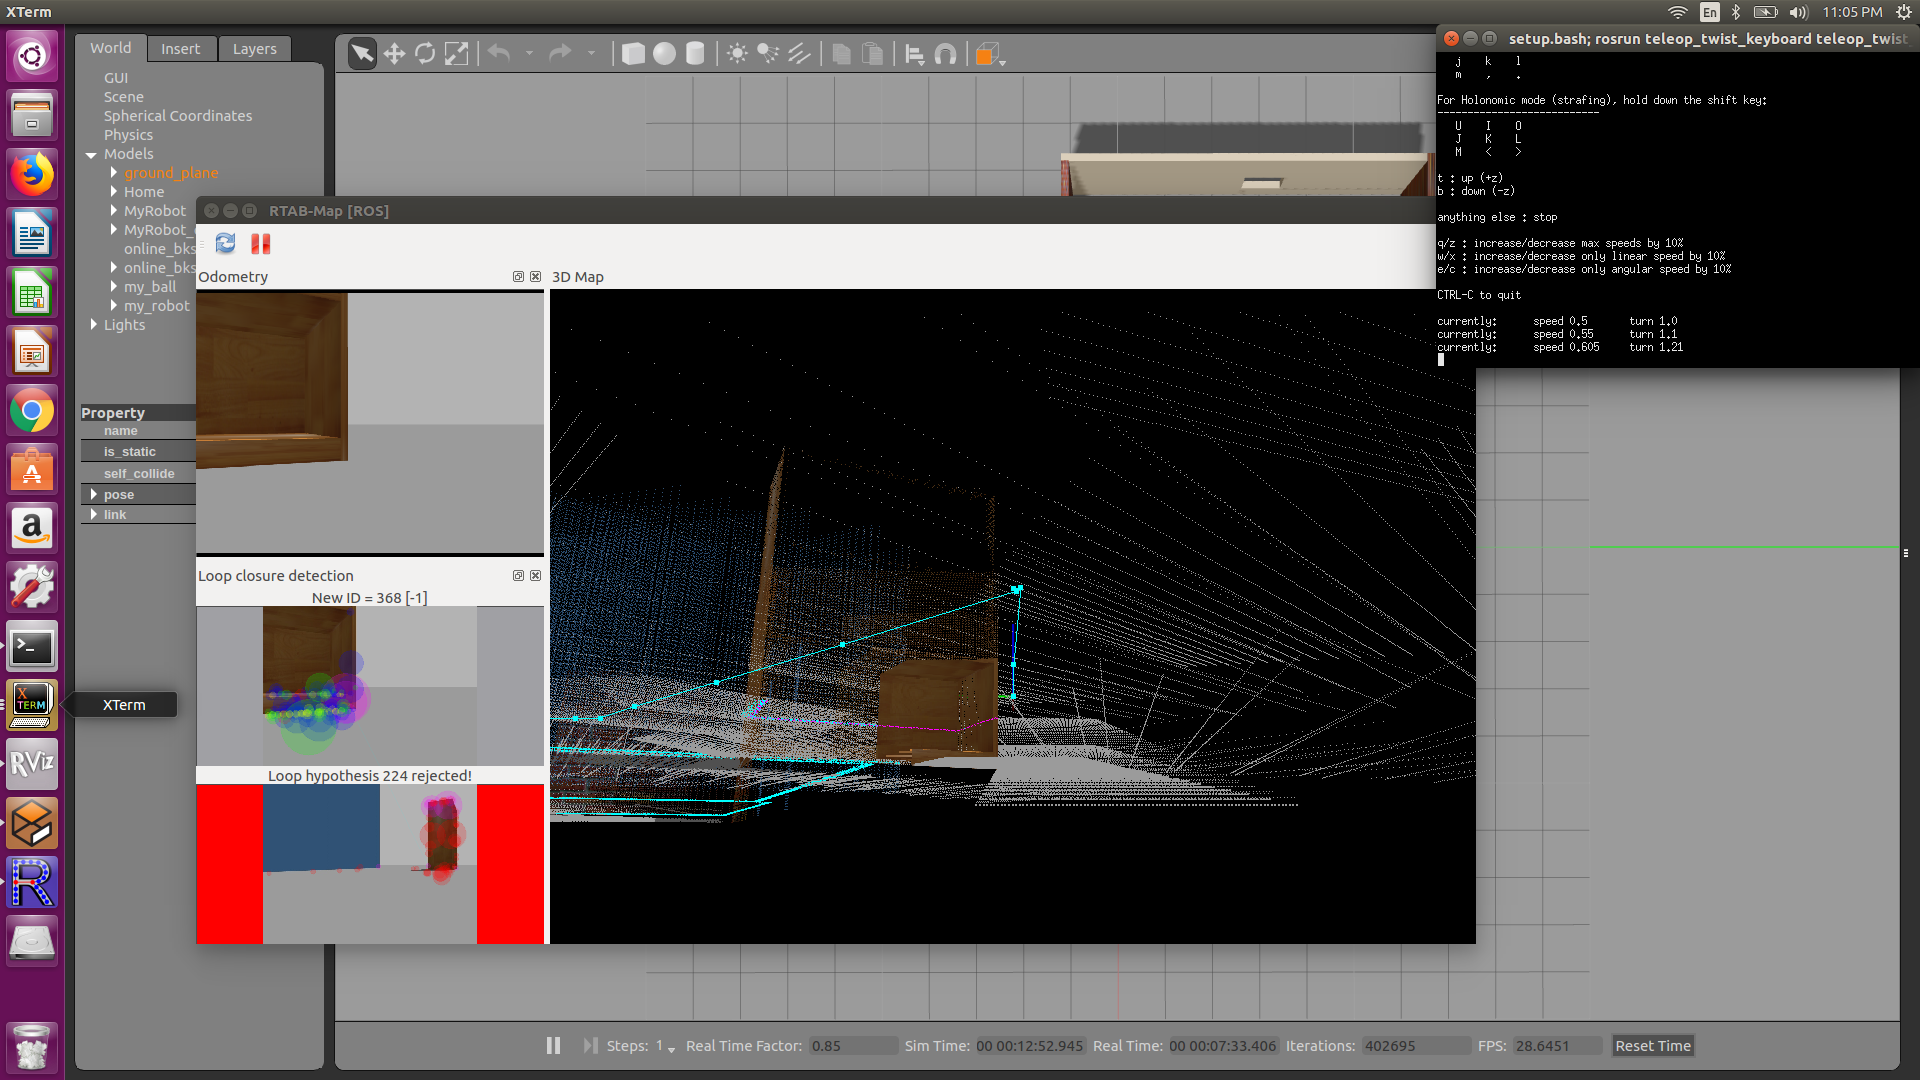 XTerm
En
11:05 PM
World
Insert
Layers
GUI
Scene
Spherical Coordinates
Physics
Models
ground_plane
Home
MyRobot
MyRobot_
online_bks
online_bks
my_ball
my_robot
Lights
Property
name
is_static
self_collide
pose
link
XTerm
X
TERM
RViz
RTAB-Map [ROS]
Odometry
3D Map
Loop closure detection
New ID = 368 [-1]
Loop hypothesis 224 rejected!
setup.bash; rosrun teleop_twist_keyboard teleop_twist_
j k l
m , .
For Holonomic mode (strafing), hold down the shift key:
---------------------------
U I O
J K L
M < >
t : up (+z)
b : down (-z)
anything else : stop
q/z : increase/decrease max speeds by 10%
w/x : increase/decrease only linear speed by 10%
e/c : increase/decrease only angular speed by 10%
CTRL-C to quit
currently: speed 0.5 turn 1.0
currently: speed 0.55 turn 1.1
currently: speed 0.605 turn 1.21
Steps: 1
Real Time Factor: 0.85
Sim Time: 00 00:12:52.945
Real Time: 00 00:07:33.406
Iterations: 402695
FPS: 28.6451
Reset Time